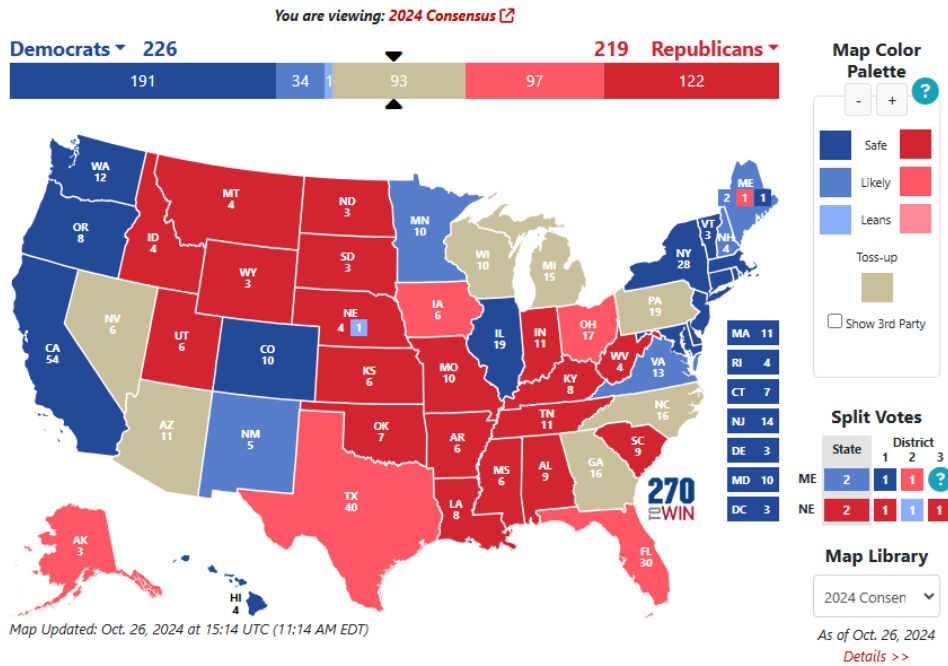 You are viewing: 2024 Consensus
Democrats 226
219 Republicans
191 34 1 93 97 122
Map Color
Palette
- + ?
Safe
Likely
Leans
Toss-up
Show 3rd Party
WA
12
OR
8
CA
54
NV
6
ID
4
MT
4
WY
3
UT
6
CO
10
AZ
11
NM
5
ND
3
SD
3
NE
4 1
KS
6
OK
7
TX
40
MN
10
IA
6
MO
10
AR
6
LA
8
WI
10
IL
19
MI
15
IN
11
OH
17
KY
8
TN
11
MS
6
AL
9
GA
16
FL
30
SC
9
NC
16
VA
13
WV
4
PA
19
NY
28
VT
3
NH
4
ME
2 1 1
AK
3
HI
4
MA 11
RI 4
CT 7
NJ 14
DE 3
MD 10
DC 3
270
TO WIN
Split Votes
State District
1 2 3
ME 2 1 1 ?
NE 2 1 1 1
Map Library
2024 Consen
As of Oct. 26, 2024
Details >>
Map Updated: Oct. 26, 2024 at 15:14 UTC (11:14 AM EDT)